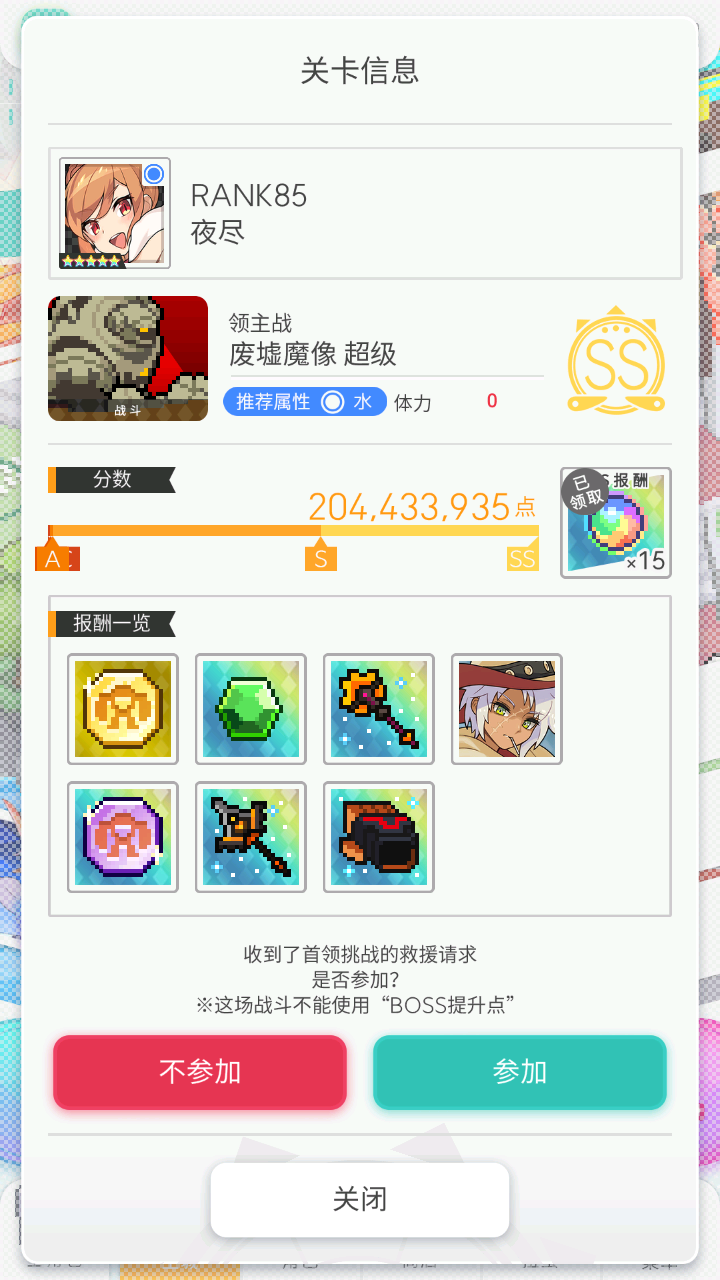 关卡信息
RANK85
夜尽
领主战
废墟魔像 超级
SS
战斗
推荐属性 水 体力 0
分数
204,433,935点
已
领取
报酬
×15
A
S
SS
报酬一览
收到了首领挑战的救援请求
是否参加?
※这场战斗不能使用“BOSS提升点”
不参加
参加
关闭